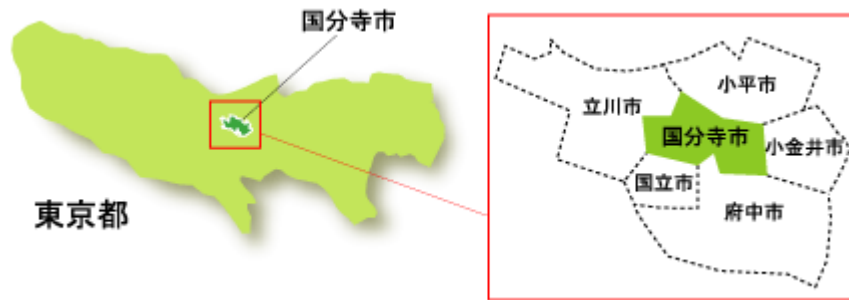 国分寺市
東京都
小平市
立川市
国分寺市
小金井市
国立市
府中市